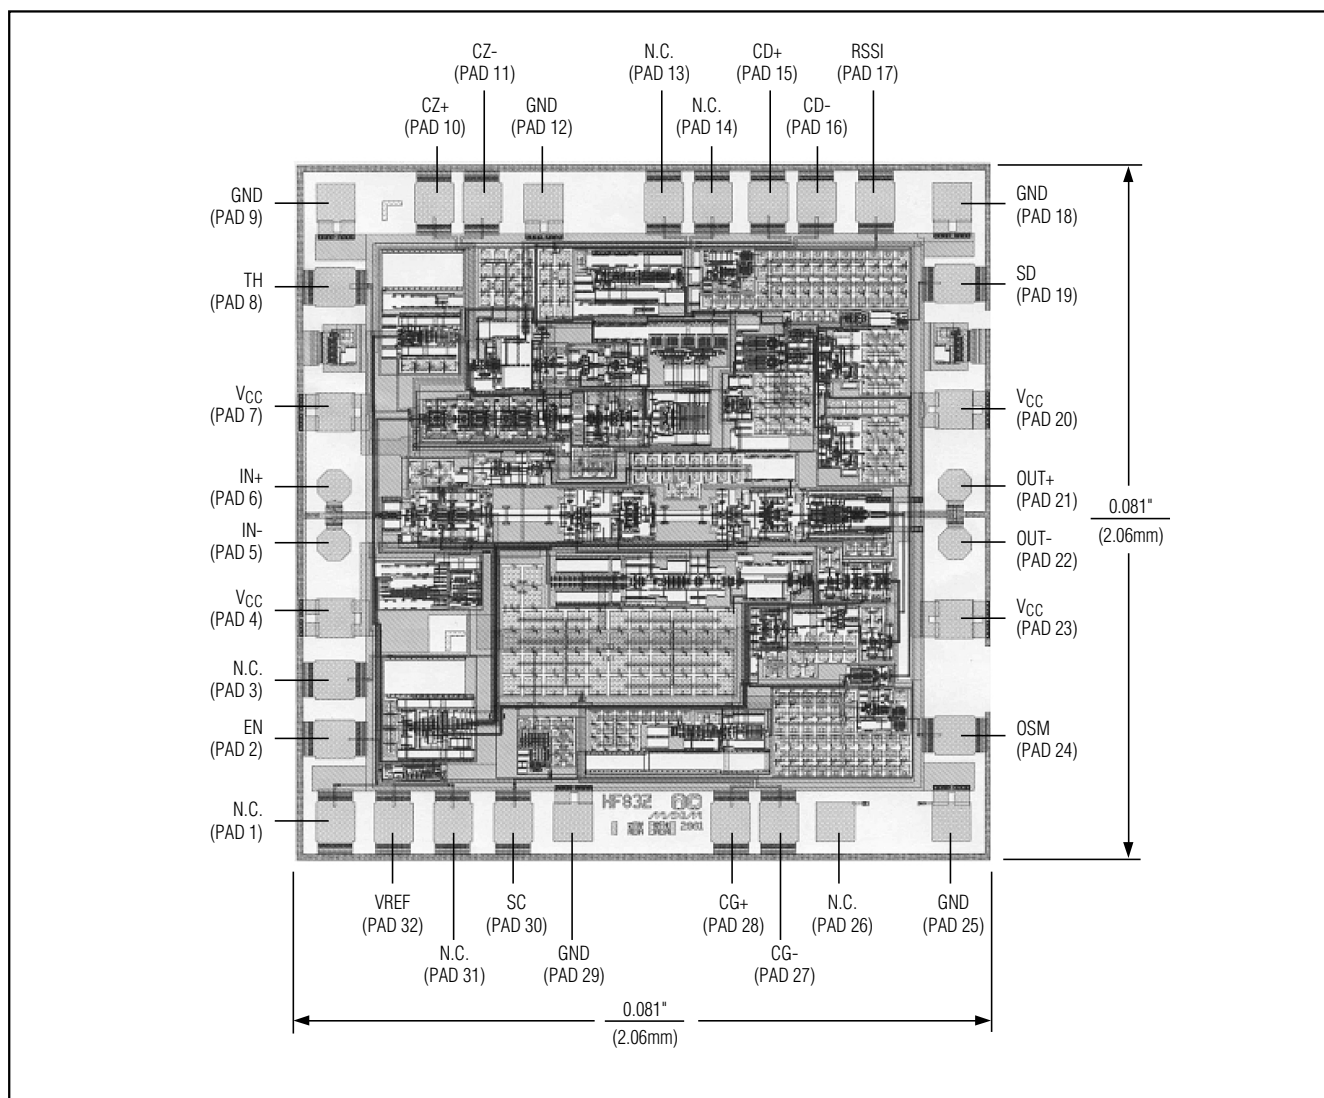 CZ-
(PAD 11)
N.C.
(PAD 13)
CD+
(PAD 15)
RSSI
(PAD 17)
CZ+
(PAD 10)
GND
(PAD 12)
N.C.
(PAD 14)
CD-
(PAD 16)
GND
(PAD 9)
GND
(PAD 18)
TH
(PAD 8)
SD
(PAD 19)
VCC
(PAD 7)
VCC
(PAD 20)
IN+
(PAD 6)
OUT+
(PAD 21)
0.081"
(2.06mm)
IN-
(PAD 5)
OUT-
(PAD 22)
VCC
(PAD 4)
VCC
(PAD 23)
N.C.
(PAD 3)
EN
(PAD 2)
OSM
(PAD 24)
N.C.
(PAD 1)
HF83Z
2001
VREF
(PAD 32)
SC
(PAD 30)
CG+
(PAD 28)
N.C.
(PAD 26)
GND
(PAD 25)
N.C.
(PAD 31)
GND
(PAD 29)
CG-
(PAD 27)
0.081"
(2.06mm)